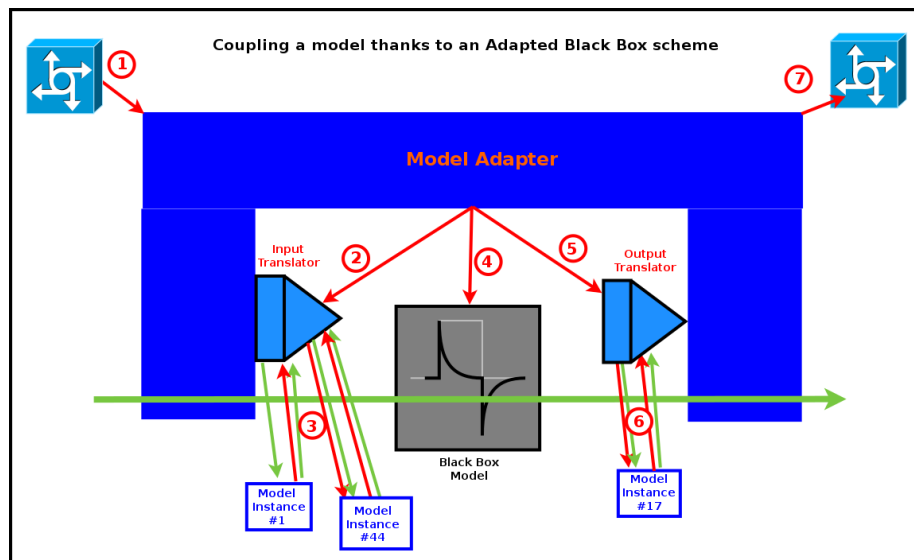 Coupling a model thanks to an Adapted Black Box scheme
1
7
Model Adapter
Input
Translator
2
4
5
Output
Translator
3
6
Black Box
Model
Model
Instance
#1
Model
Instance
#44
Model
Instance
#17